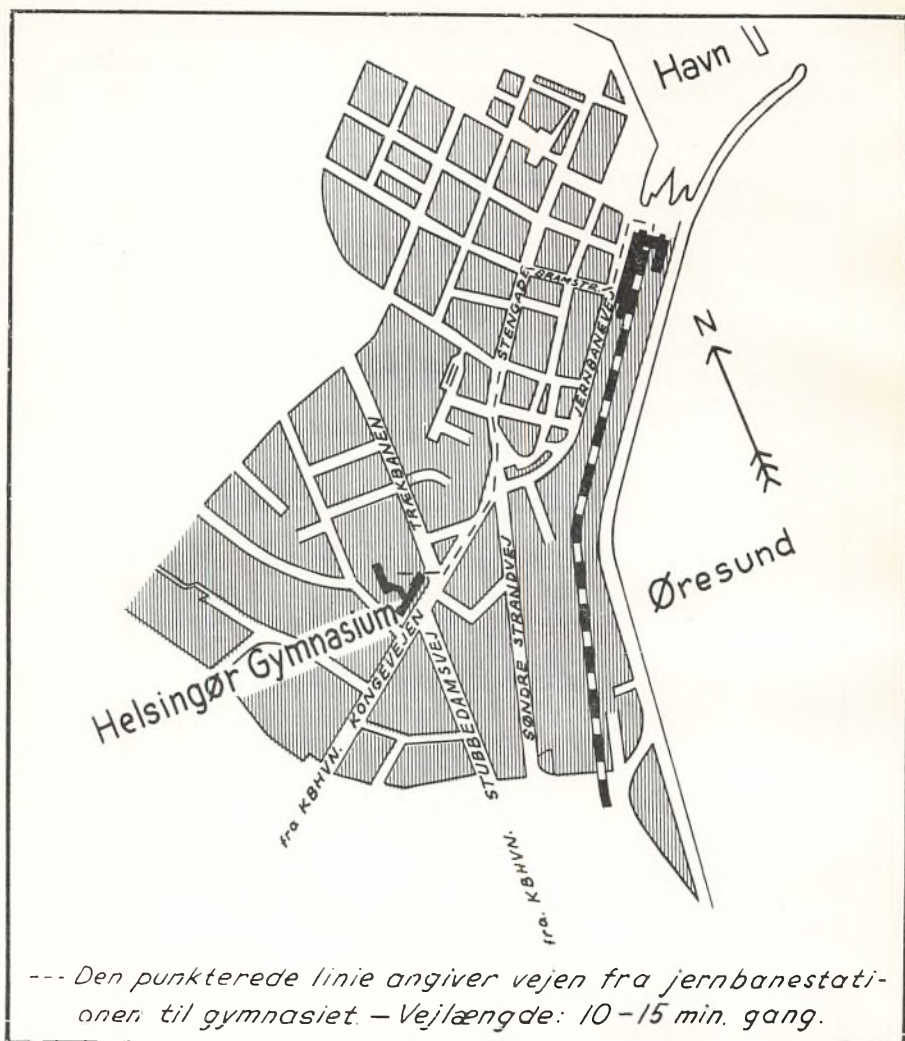 Havn
BRAMSTR.
STENGADE
JERNBANEVEJ
N
TRÆKBANEN
Øresund
Helsingør Gymnasium
KONGEVEJEN
STUBBEDAMSVEJ
SØNDRE STRANDVEJ
fra KBHVN.
fra. KBHVN.
--- Den punkterede linie angiver vejen fra jernbanestati-
onen til gymnasiet. – Vejlængde: 10-15 min. gang.